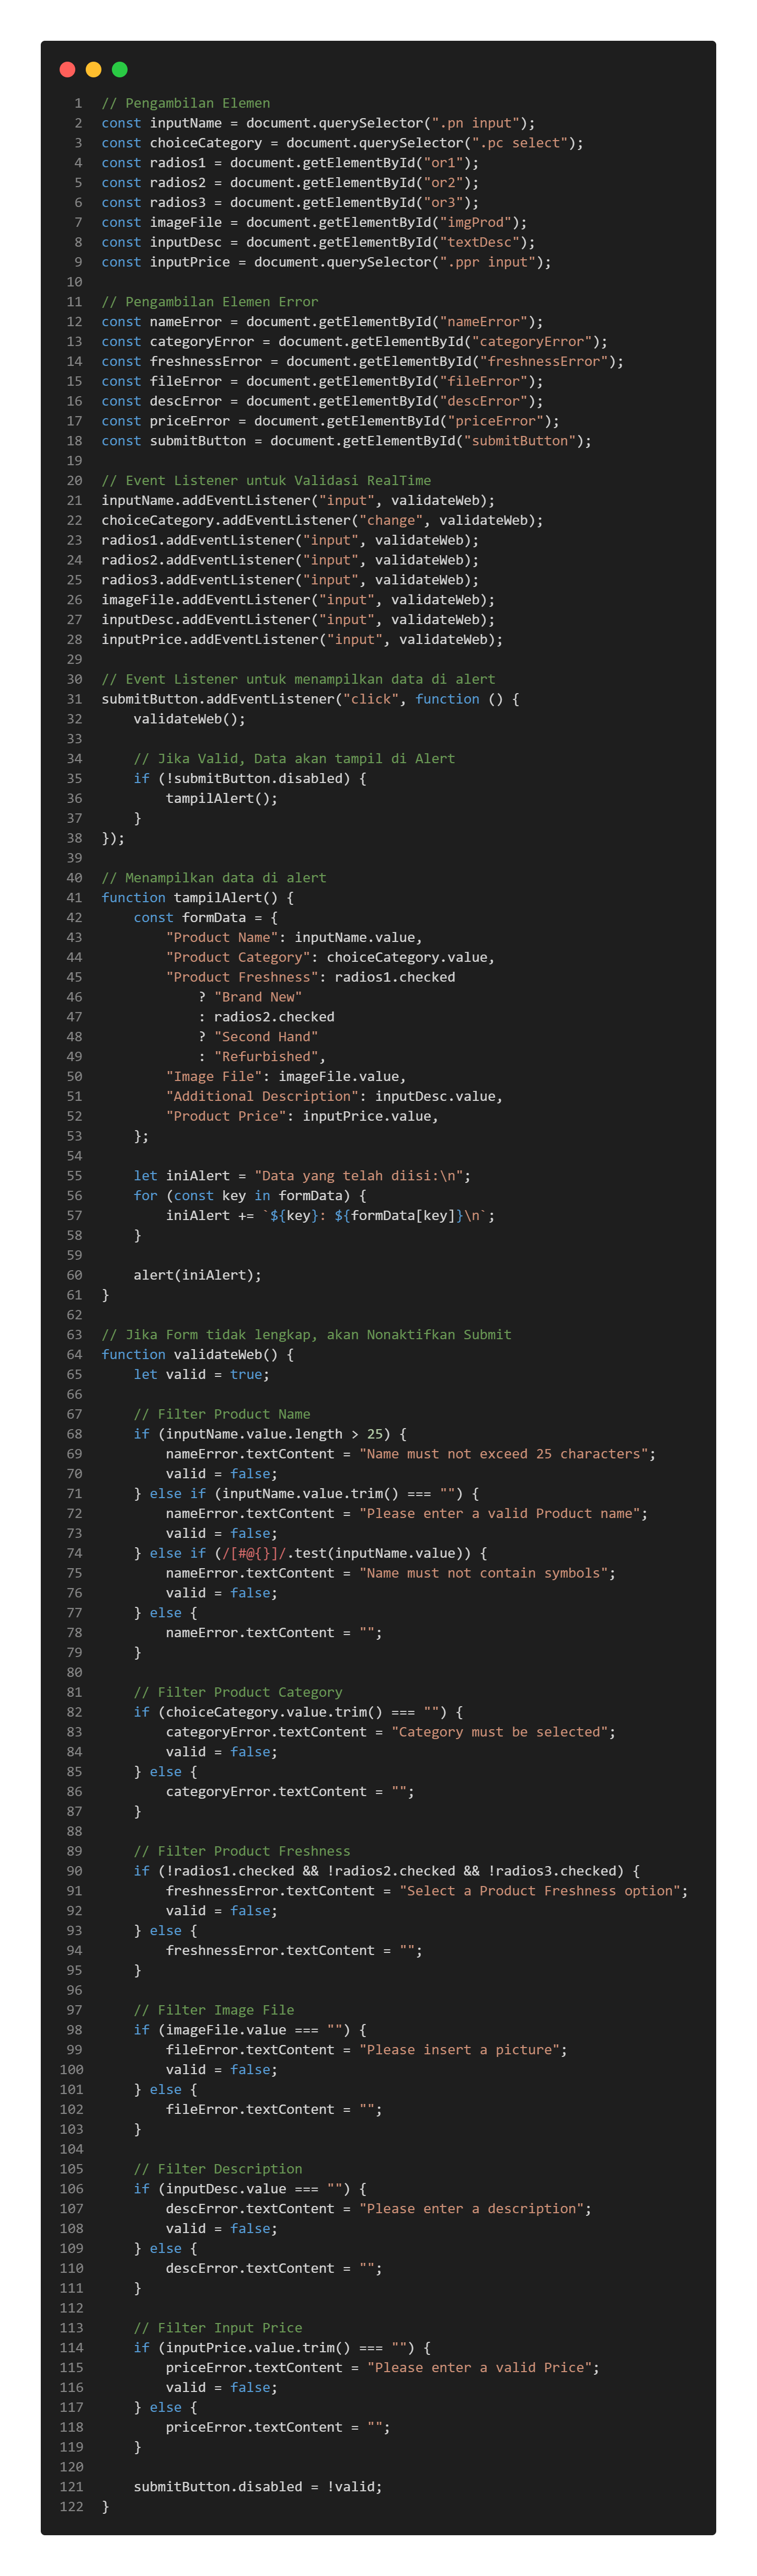 1 // Pengambilan Elemen
2 const inputName = document.querySelector(".pn input");
3 const choiceCategory = document.querySelector(".pc select");
4 const radios1 = document.getElementById("or1");
5 const radios2 = document.getElementById("or2");
6 const radios3 = document.getElementById("or3");
7 const imageFile = document.getElementById("imgProd");
8 const inputDesc = document.getElementById("textDesc");
9 const inputPrice = document.querySelector(".ppr input");
10
11 // Pengambilan Elemen Error
12 const nameError = document.getElementById("nameError");
13 const categoryError = document.getElementById("categoryError");
14 const freshnessError = document.getElementById("freshnessError");
15 const fileError = document.getElementById("fileError");
16 const descError = document.getElementById("descError");
17 const priceError = document.getElementById("priceError");
18 const submitButton = document.getElementById("submitButton");
19
20 // Event Listener untuk Validasi RealTime
21 inputName.addEventListener("input", validateWeb);
22 choiceCategory.addEventListener("change", validateWeb);
23 radios1.addEventListener("input", validateWeb);
24 radios2.addEventListener("input", validateWeb);
25 radios3.addEventListener("input", validateWeb);
26 imageFile.addEventListener("input", validateWeb);
27 inputDesc.addEventListener("input", validateWeb);
28 inputPrice.addEventListener("input", validateWeb);
29
30 // Event Listener untuk menampilkan data di alert
31 submitButton.addEventListener("click", function () {
32     validateWeb();
33
34     // Jika Valid, Data akan tampil di Alert
35     if (!submitButton.disabled) {
36         tampilAlert();
37     }
38 });
39
40 // Menampilkan data di alert
41 function tampilAlert() {
42     const formData = {
43         "Product Name": inputName.value,
44         "Product Category": choiceCategory.value,
45         "Product Freshness": radios1.checked
46             ? "Brand New"
47             : radios2.checked
48             ? "Second Hand"
49             : "Refurbished",
50         "Image File": imageFile.value,
51         "Additional Description": inputDesc.value,
52         "Product Price": inputPrice.value,
53     };
54
55     let iniAlert = "Data yang telah diisi:\n";
56     for (const key in formData) {
57         iniAlert += `${key}: ${formData[key]}\n`;
58     }
59
60     alert(iniAlert);
61 }
62
63 // Jika Form tidak lengkap, akan Nonaktifkan Submit
64 function validateWeb() {
65     let valid = true;
66
67     // Filter Product Name
68     if (inputName.value.length > 25) {
69         nameError.textContent = "Name must not exceed 25 characters";
70         valid = false;
71     } else if (inputName.value.trim() === "") {
72         nameError.textContent = "Please enter a valid Product name";
73         valid = false;
74     } else if (/[#@{}]/.test(inputName.value)) {
75         nameError.textContent = "Name must not contain symbols";
76         valid = false;
77     } else {
78         nameError.textContent = "";
79     }
80
81     // Filter Product Category
82     if (choiceCategory.value.trim() === "") {
83         categoryError.textContent = "Category must be selected";
84         valid = false;
85     } else {
86         categoryError.textContent = "";
87     }
88
89     // Filter Product Freshness
90     if (!radios1.checked && !radios2.checked && !radios3.checked) {
91         freshnessError.textContent = "Select a Product Freshness option";
92         valid = false;
93     } else {
94         freshnessError.textContent = "";
95     }
96
97     // Filter Image File
98     if (imageFile.value === "") {
99         fileError.textContent = "Please insert a picture";
100         valid = false;
101     } else {
102         fileError.textContent = "";
103     }
104
105     // Filter Description
106     if (inputDesc.value === "") {
107         descError.textContent = "Please enter a description";
108         valid = false;
109     } else {
110         descError.textContent = "";
111     }
112
113     // Filter Input Price
114     if (inputPrice.value.trim() === "") {
115         priceError.textContent = "Please enter a valid Price";
116         valid = false;
117     } else {
118         priceError.textContent = "";
119     }
120
121     submitButton.disabled = !valid;
122 }